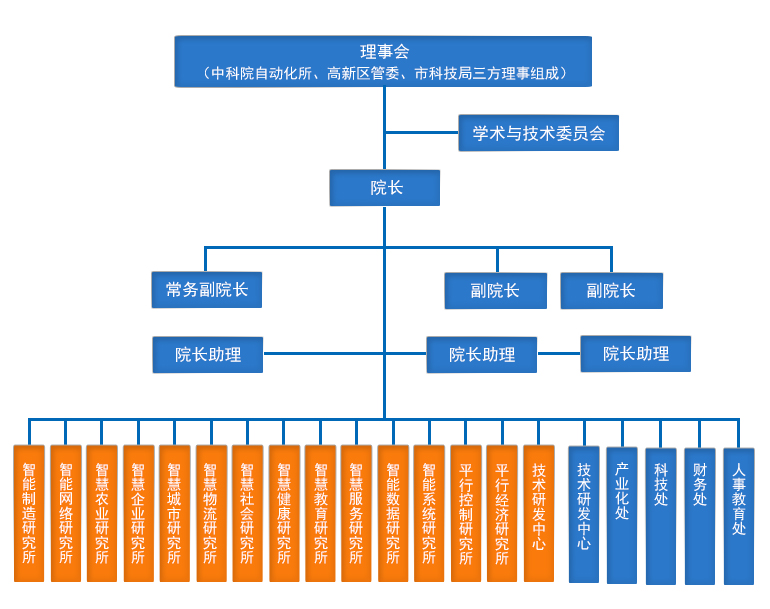 理事会
（中科院自动化所、高新区管委、市科技局三方理事组成）
学术与技术委员会
院长
常务副院长
副院长
副院长
院长助理
院长助理
院长助理
智能制造研究所
智能网络研究所
智慧农业研究所
智慧企业研究所
智慧城市研究所
智慧物流研究所
智慧社会研究所
智慧健康研究所
智慧教育研究所
智慧服务研究所
智能数据研究所
智能系统研究所
平行控制研究所
平行经济研究所
技术研发中心
技术研发中心
产业化处
科技处
财务处
人事教育处